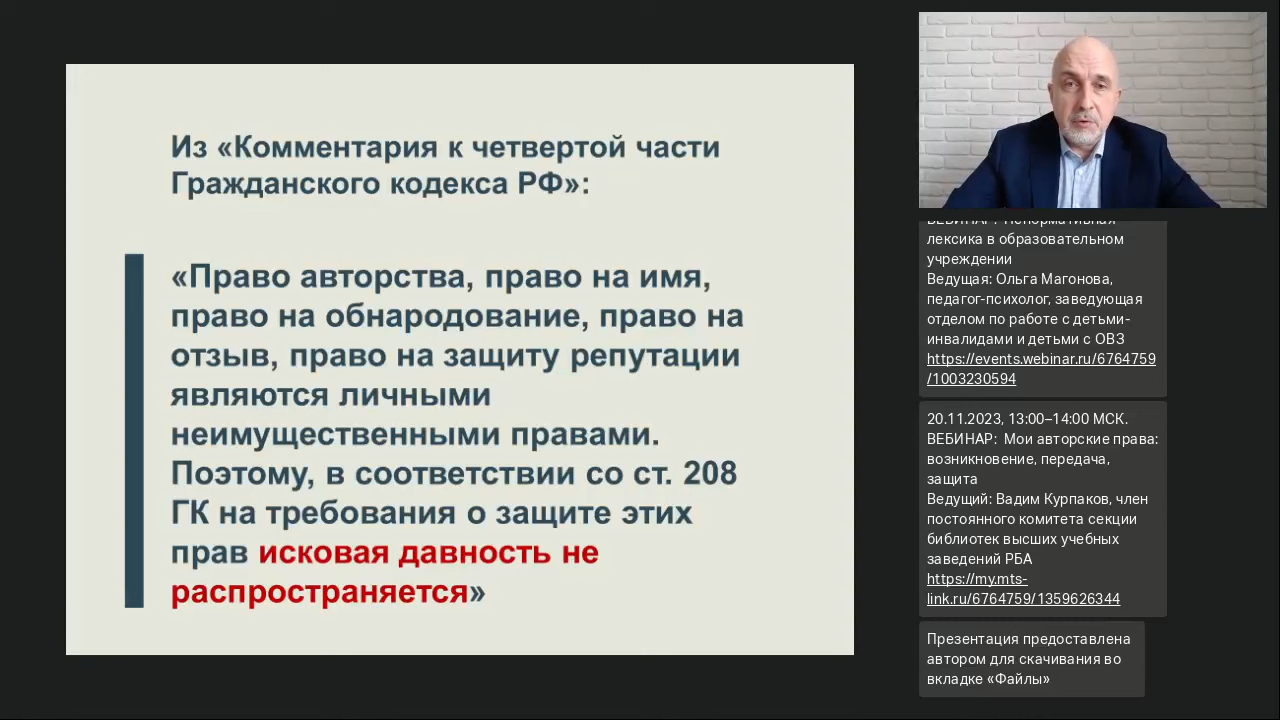 Из «Комментария к четвертой части
Гражданского кодекса РФ»:
«Право авторства, право на имя,
право на обнародование, право на
отзыв, право на защиту репутации
являются личными
неимущественными правами.
Поэтому, в соответствии со ст. 208
ГК на требования о защите этих
прав исковая давность не
распространяется»
ВЕБИНАР: Ненормативная
лексика в образовательном
учреждении
Ведущая: Ольга Магонова,
педагог-психолог, заведующая
отделом по работе с детьми-
инвалидами и детьми с ОВЗ
https://events.webinar.ru/6764759
/1003230594
20.11.2023, 13:00–14:00 МСК.
ВЕБИНАР: Мои авторские права:
возникновение, передача,
защита
Ведущий: Вадим Курпаков, член
постоянного комитета секции
библиотек высших учебных
заведений РБА
https://my.mts-
link.ru/6764759/1359626344
Презентация предоставлена
автором для скачивания во
вкладке «Файлы»